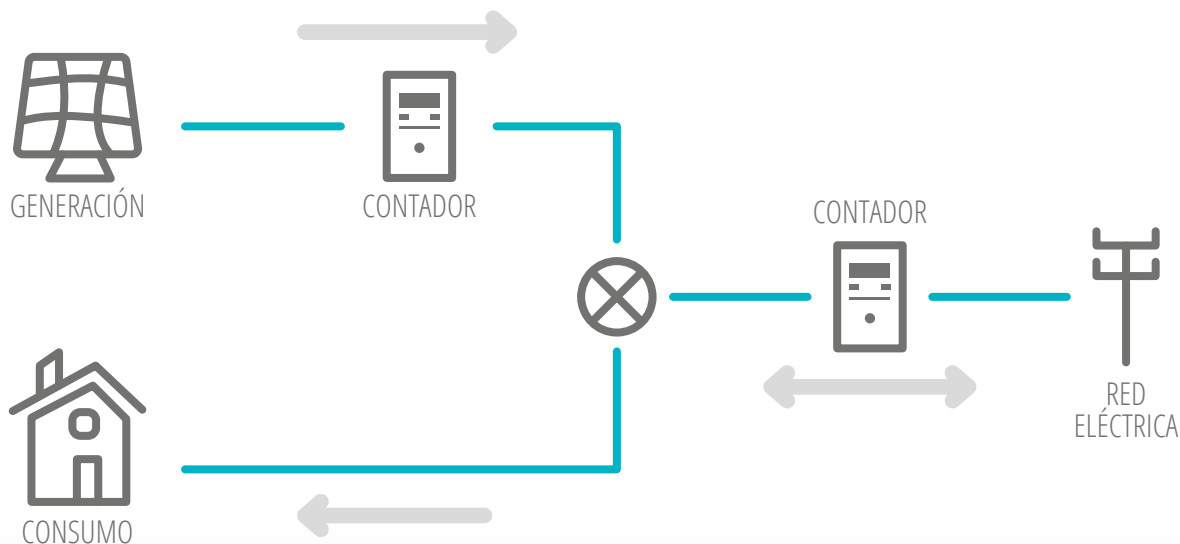 GENERACIÓN
CONTADOR
CONTADOR
RED
ELÉCTRICA
CONSUMO